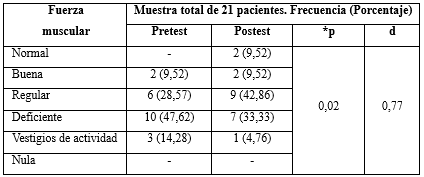 Fuerza muscular Muestra total de 21 pacientes. Frecuencia (Porcentaje)
Pretest Postest *p d
Normal - 2 (9,52)
Buena 2 (9,52) 2 (9,52)
Regular 6 (28,57) 9 (42,86)
Deficiente 10 (47,62) 7 (33,33)
0,02 0,77
Vestigios de actividad 3 (14,28) 1 (4,76)
Nula - -